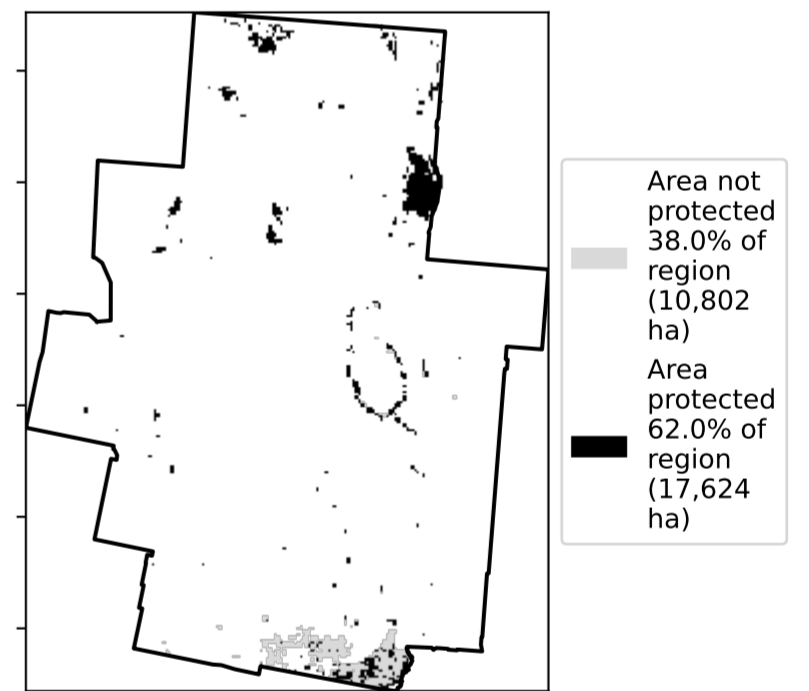 Area not
protected
38.0% of
region
(10,802
ha)
Area
protected
62.0% of
region
(17,624
ha)